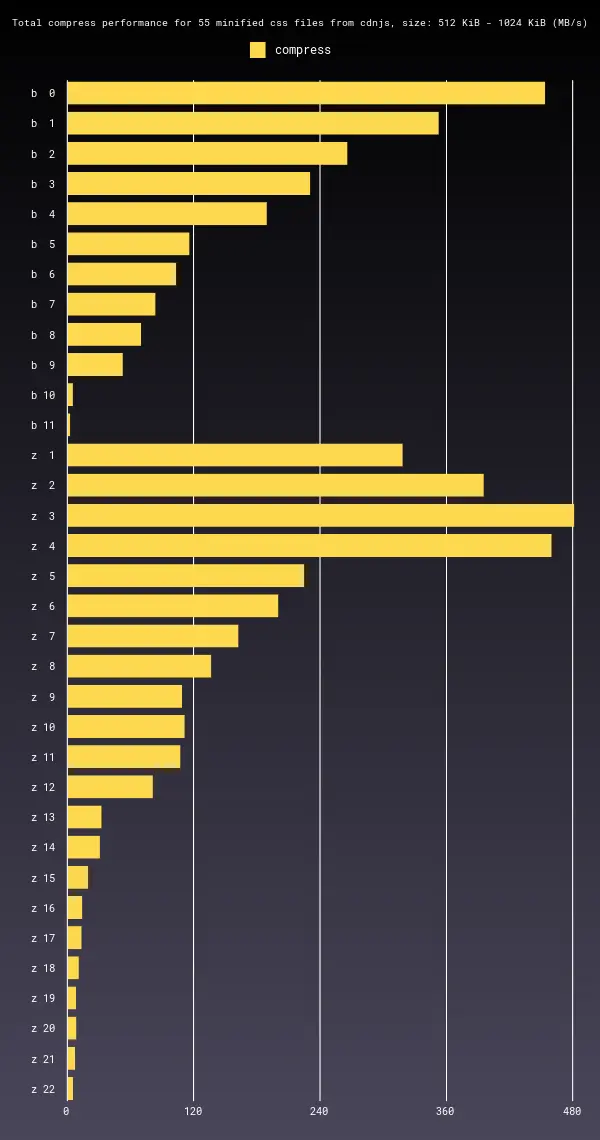 Total compress performance for 55 minified css files from cdnjs, size: 512 KiB - 1024 KiB (MB/s)
compress
b 0
b 1
b 2
b 3
b 4
b 5
b 6
b 7
b 8
b 9
b 10
b 11
z 1
z 2
z 3
z 4
z 5
z 6
z 7
z 8
z 9
z 10
z 11
z 12
z 13
z 14
z 15
z 16
z 17
z 18
z 19
z 20
z 21
z 22
0 120 240 360 480